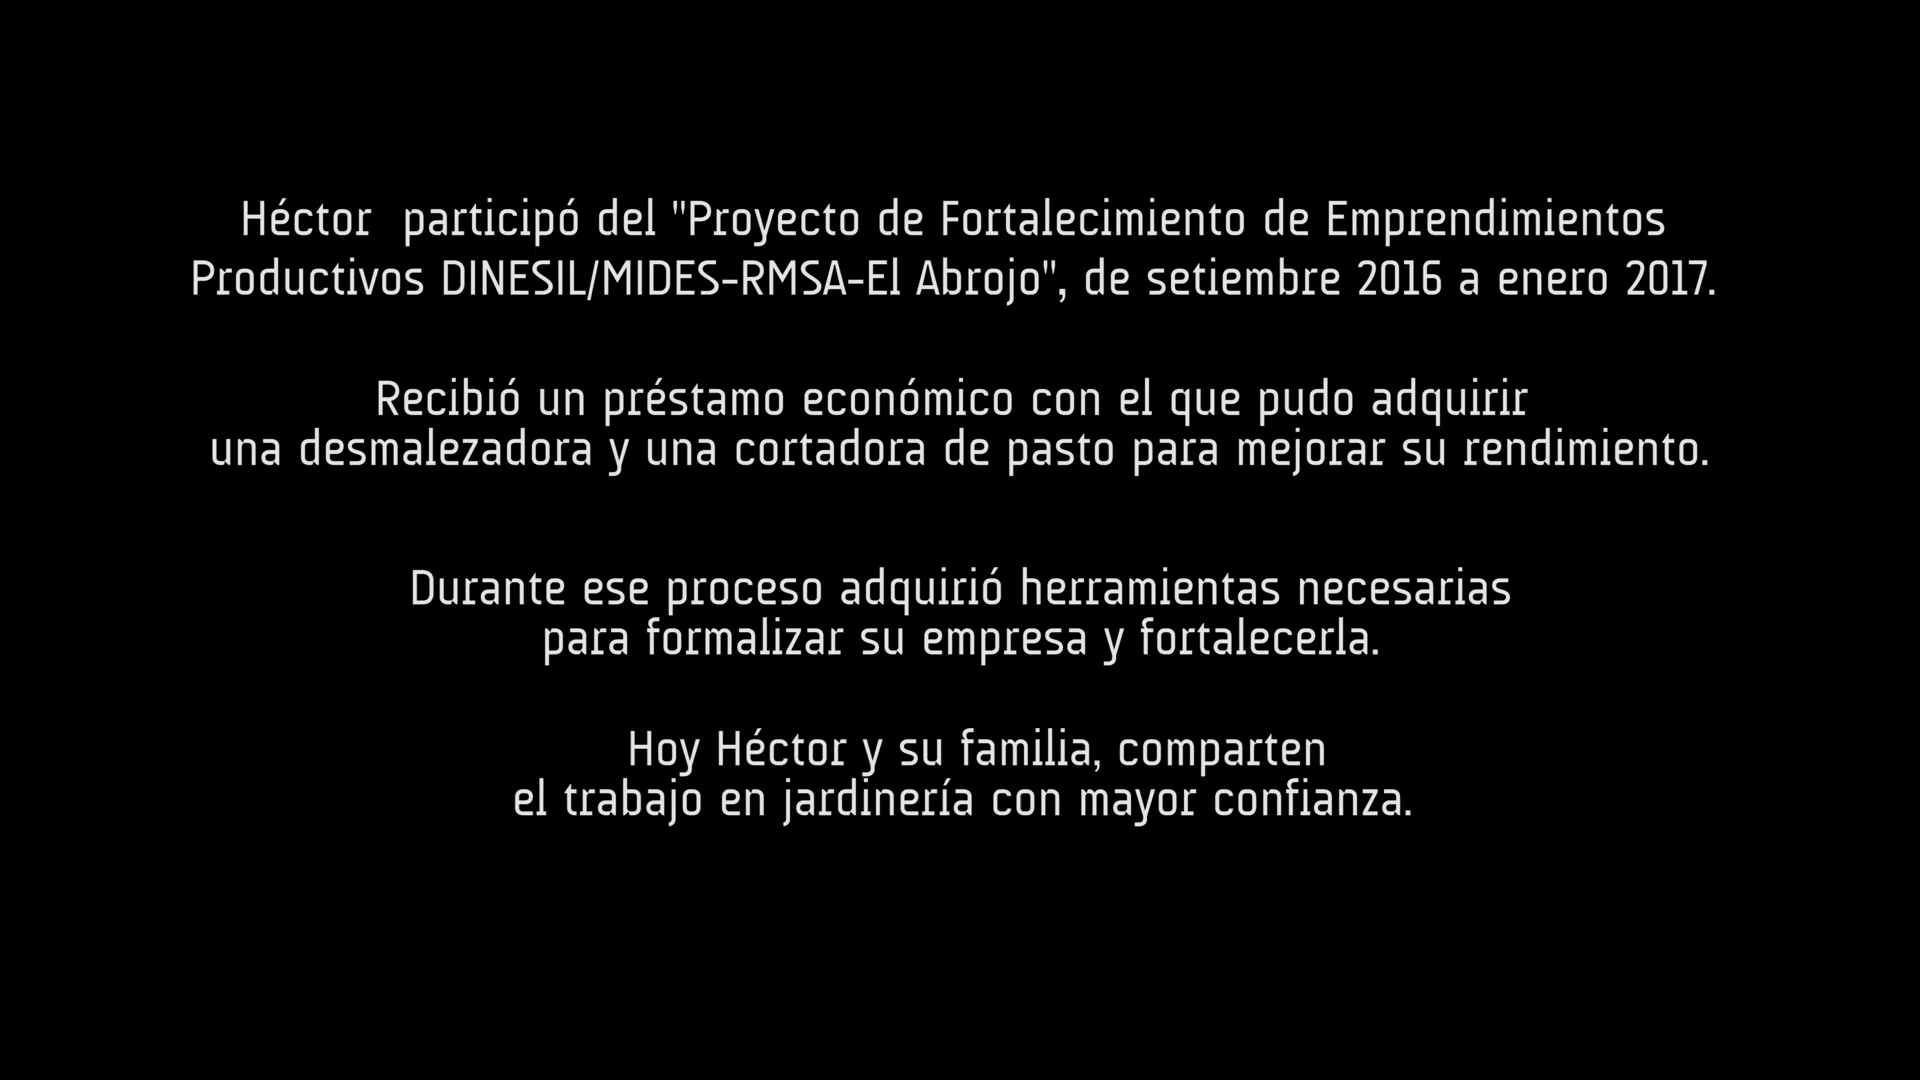 Héctor  participó del "Proyecto de Fortalecimiento de Emprendimientos
Productivos DINESIL/MIDES-RMSA-El Abrojo", de setiembre 2016 a enero 2017.
Recibió un préstamo económico con el que pudo adquirir
una desmalezadora y una cortadora de pasto para mejorar su rendimiento.
Durante ese proceso adquirió herramientas necesarias
para formalizar su empresa y fortalecerla.
Hoy Héctor y su familia, comparten
el trabajo en jardinería con mayor confianza.